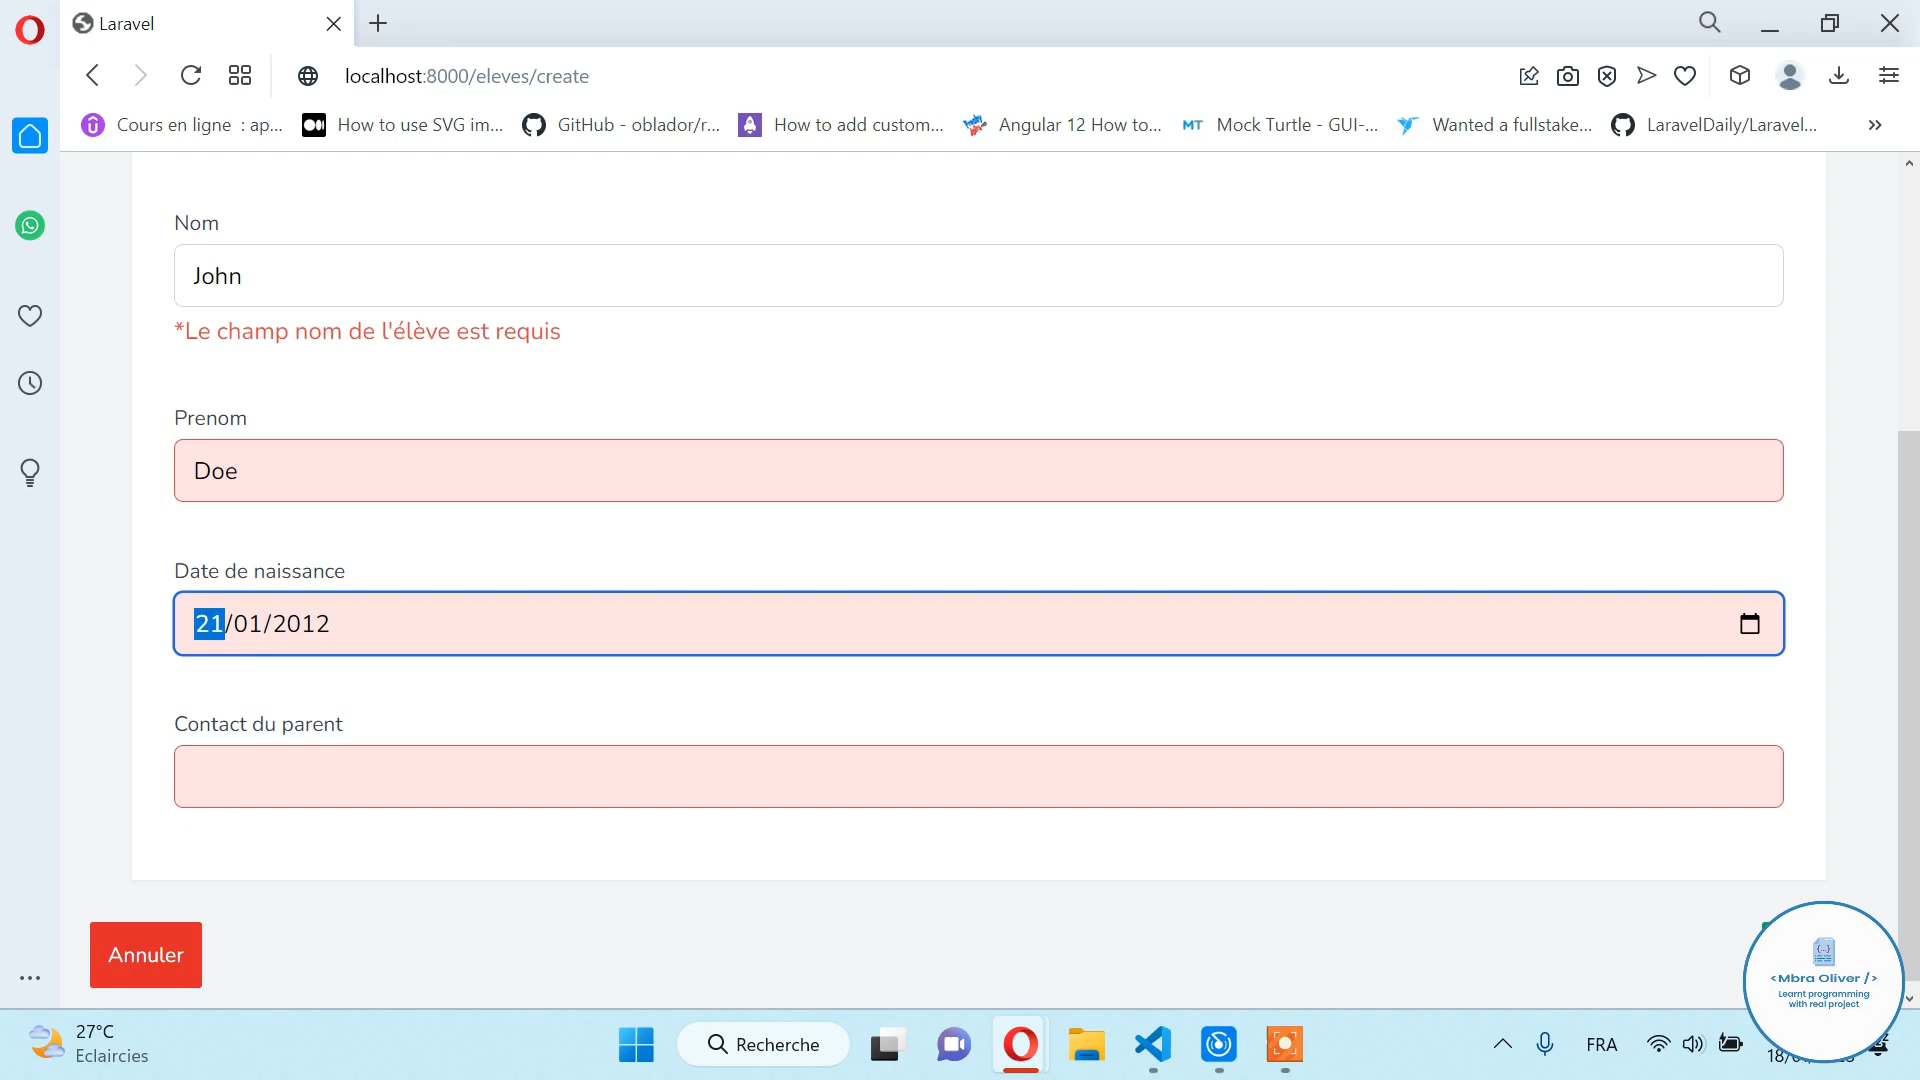 Laravel
localhost:8000/eleves/create
Cours en ligne : ap...
How to use SVG im...
GitHub - oblador/r...
How to add custom...
Angular 12 How to...
MT Mock Turtle - GUI-...
Wanted a fullstake...
LaravelDaily/Laravel...
Nom
John
*Le champ nom de l'élève est requis
Prenom
Doe
Date de naissance
21/01/2012
Contact du parent
Annuler
{...}
<Mbra Oliver />
Learnt programming
with real project
27°C
Eclaircies
Recherche
FRA